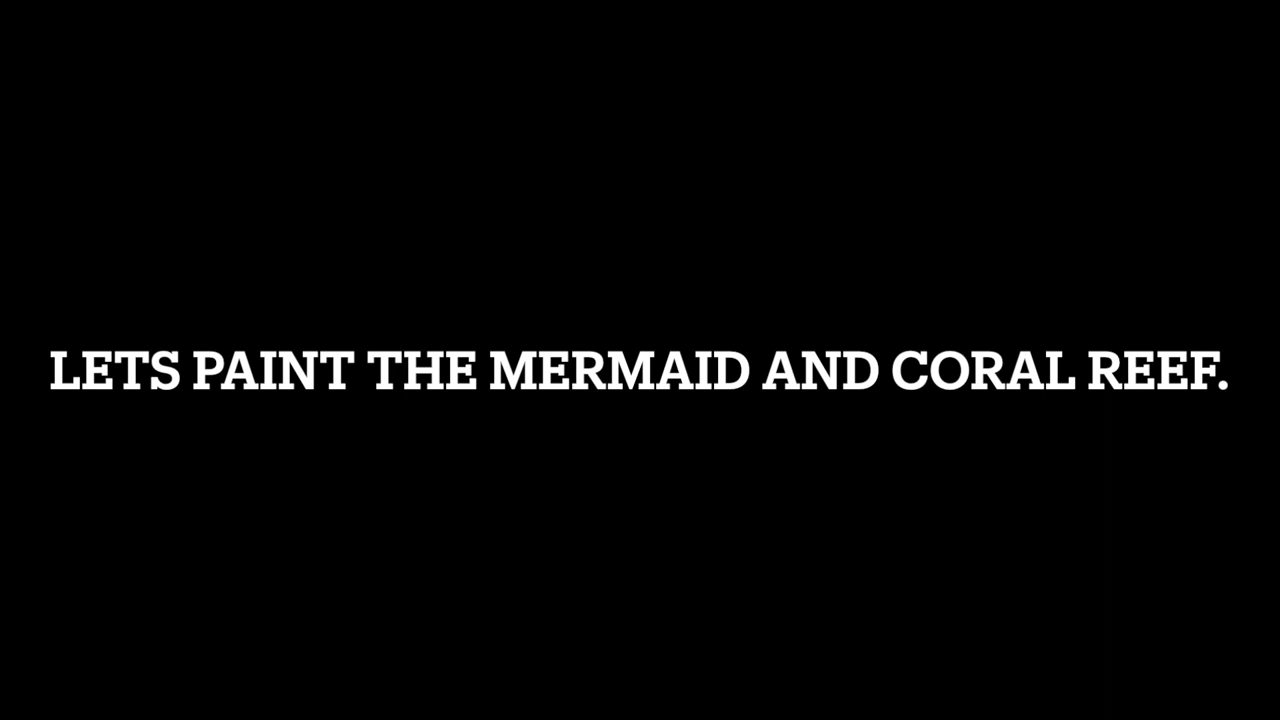 LETS PAINT THE MERMAID AND CORAL REEF.